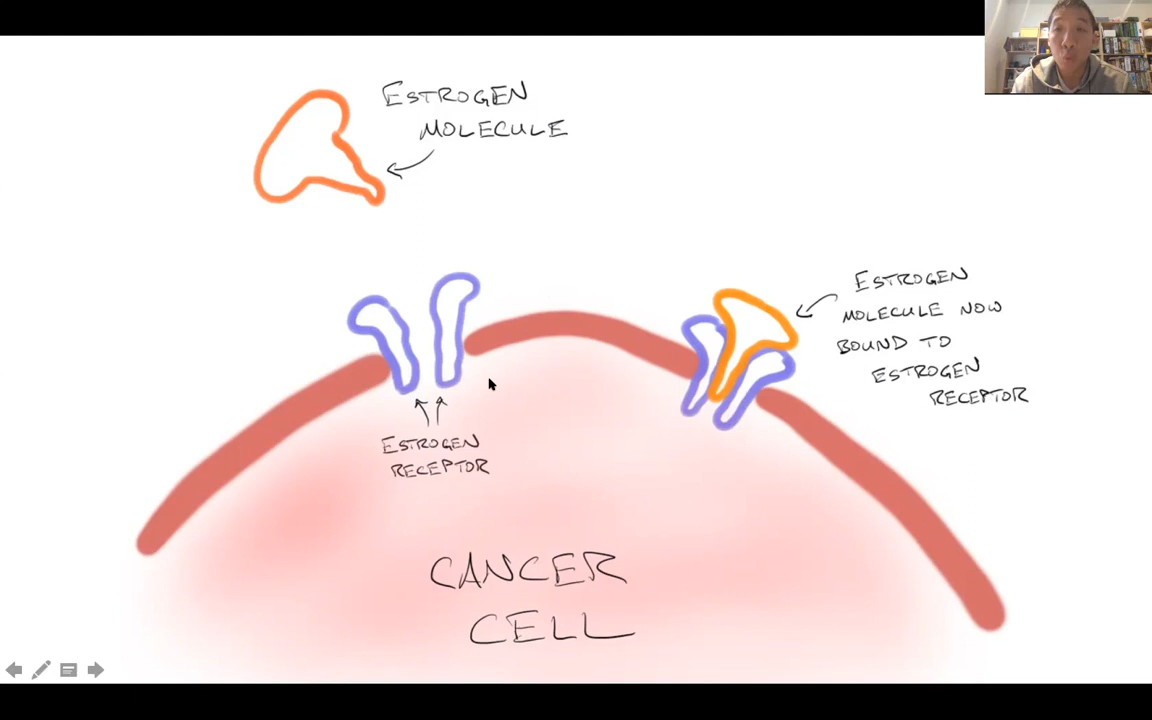 ESTROGEN
MOLECULE
ESTROGEN
MOLECULE NOW
BOUND TO
ESTROGEN
RECEPTOR
ESTROGEN
RECEPTOR
CANCER
CELL